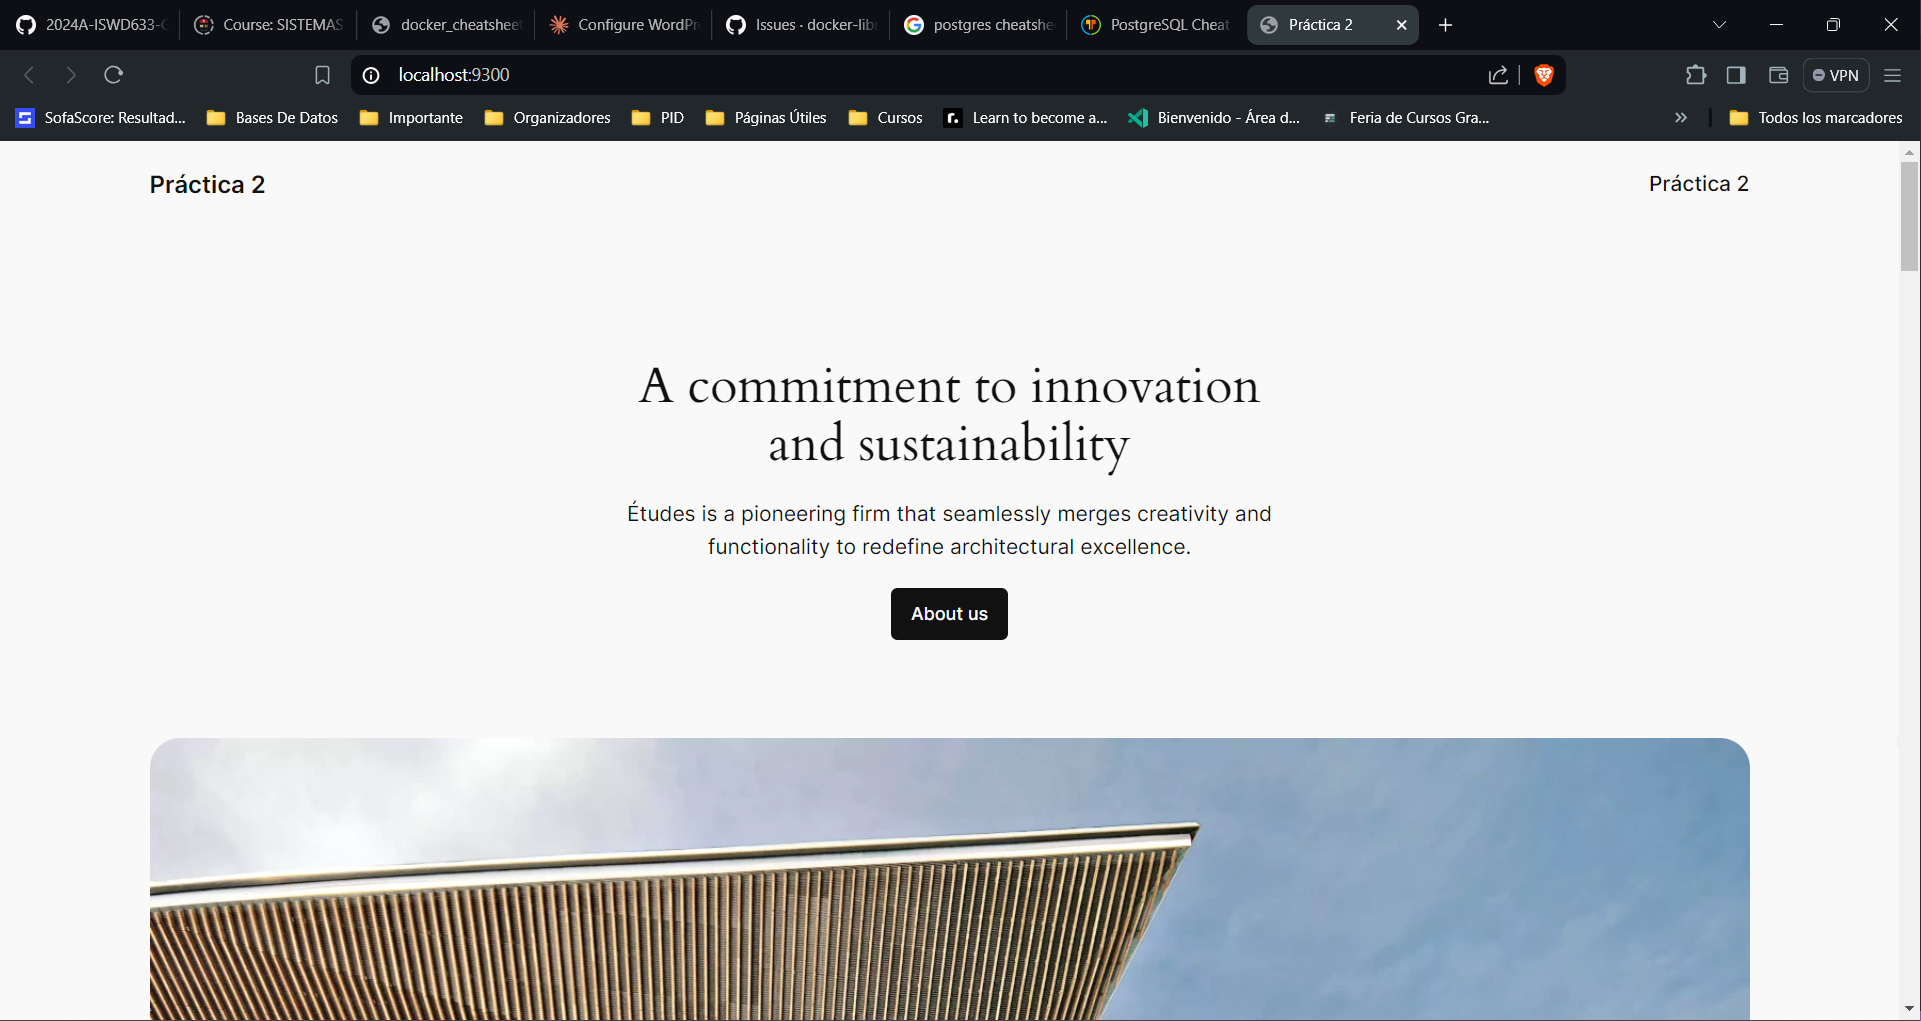 2024A-ISWD633-G
Course: SISTEMAS
docker_cheatsheet
Configure WordPr
Issues · docker-libr
postgres cheatshe
PostgreSQL Cheat
Práctica 2
localhost:9300
VPN
SofaScore: Resultad...
Bases De Datos
Importante
Organizadores
PID
Páginas Útiles
Cursos
Learn to become a...
Bienvenido - Área d...
Feria de Cursos Gra...
Todos los marcadores
Práctica 2
Práctica 2
A commitment to innovation
and sustainability
Études is a pioneering firm that seamlessly merges creativity and
functionality to redefine architectural excellence.
About us